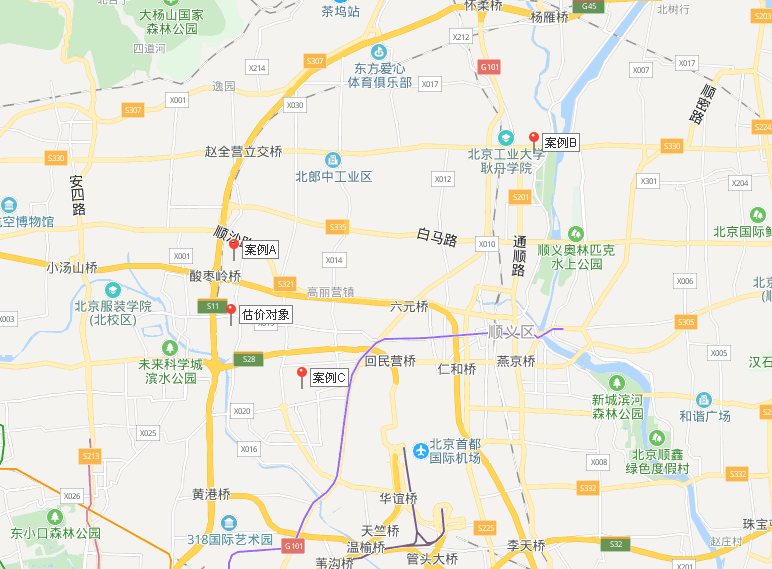 大杨山国家
森林公园
四道河
茶坞站
怀柔桥
G45
杨雁桥
北树行
S203
X212
S307
X214
东方爱心
体育俱乐部
G101
X017
X007
X017
逸园
X001
X030
S307
顺密路
S224
赵全营立交桥
北京工业大学
耿丹学院
案例B
S330
S330
S330
北郎中工业区
X012
S201
X301
X204
安四路
航空博物馆
顺沙路
S335
白马路
X010
通顺路
北京国际鲜
案例A
顺义奥林匹克
水上公园
小汤山桥
X001
酸枣岭桥
X014
S321
高丽营镇
X006
北京服装学院
(北校区)
S11
估价对象
六元桥
X003
顺义区
S305
未来科学城
滨水公园
S28
回民营桥
仁和桥
燕京桥
X005
汉石
案例C
X020
新城滨河
森林公园
和谐广场
X025
X016
S213
北京首都
国际机场
北京顺鑫
绿色度假村
X008
S332
S332
X026
黄港桥
华谊桥
东小口森林公园
318国际艺术园
天竺桥
S225
珠宝屯
G101
温榆桥
苇沟桥
管头大桥
李天桥
S32
赵庄村
X201